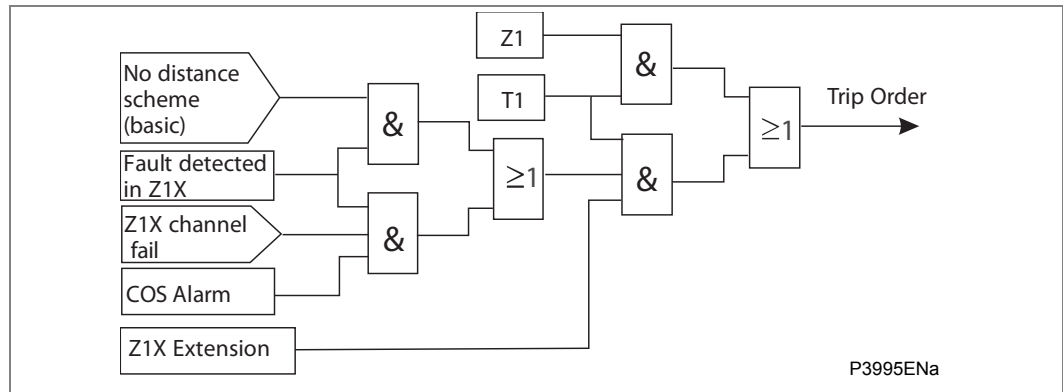 No distance
scheme
(basic)
Fault detected
in Z1X
Z1X channel
fail
COS Alarm
Z1X Extension
&
&
≥1
Z1
T1
&
&
≥1
Trip Order
P3995ENa